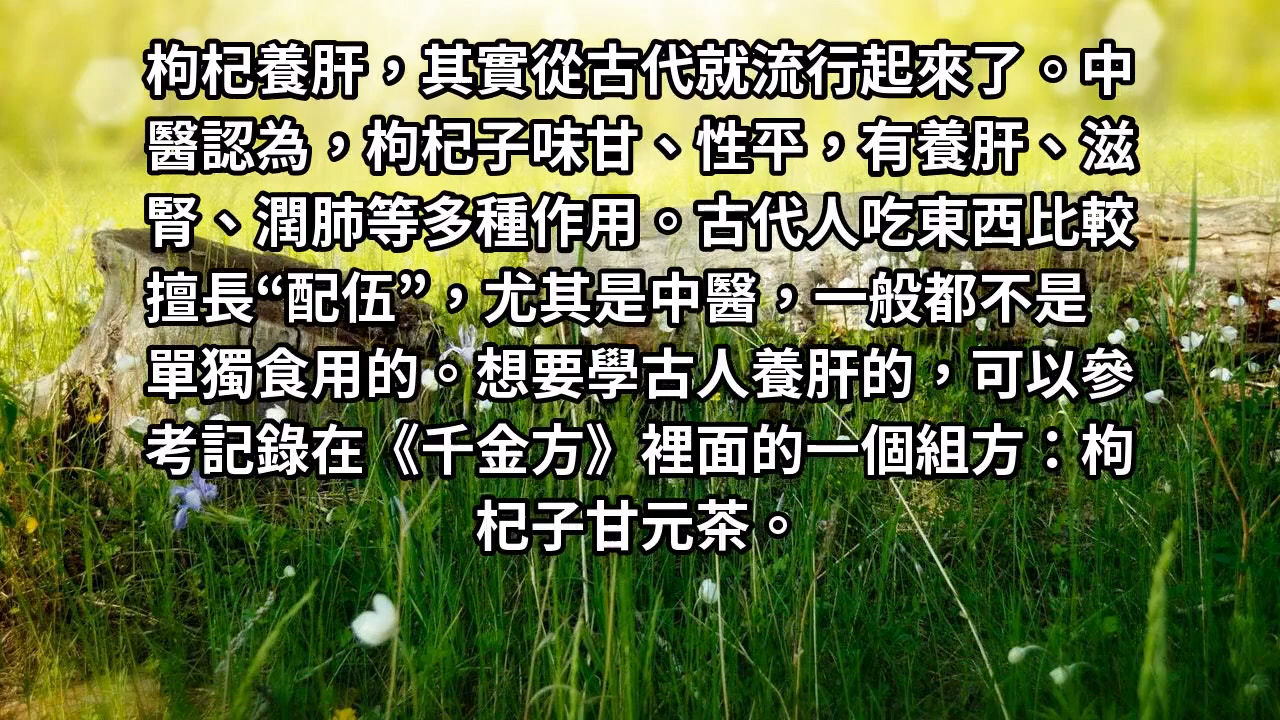 枸杞養肝，其實從古代就流行起來了。中
醫認為，枸杞子味甘、性平，有養肝、滋
腎、潤肺等多種作用。古代人吃東西比較
擅長“配伍”，尤其是中醫，一般都不是
單獨食用的。想要學古人養肝的，可以參
考記錄在《千金方》裡面的一個組方：枸
杞子甘元茶。